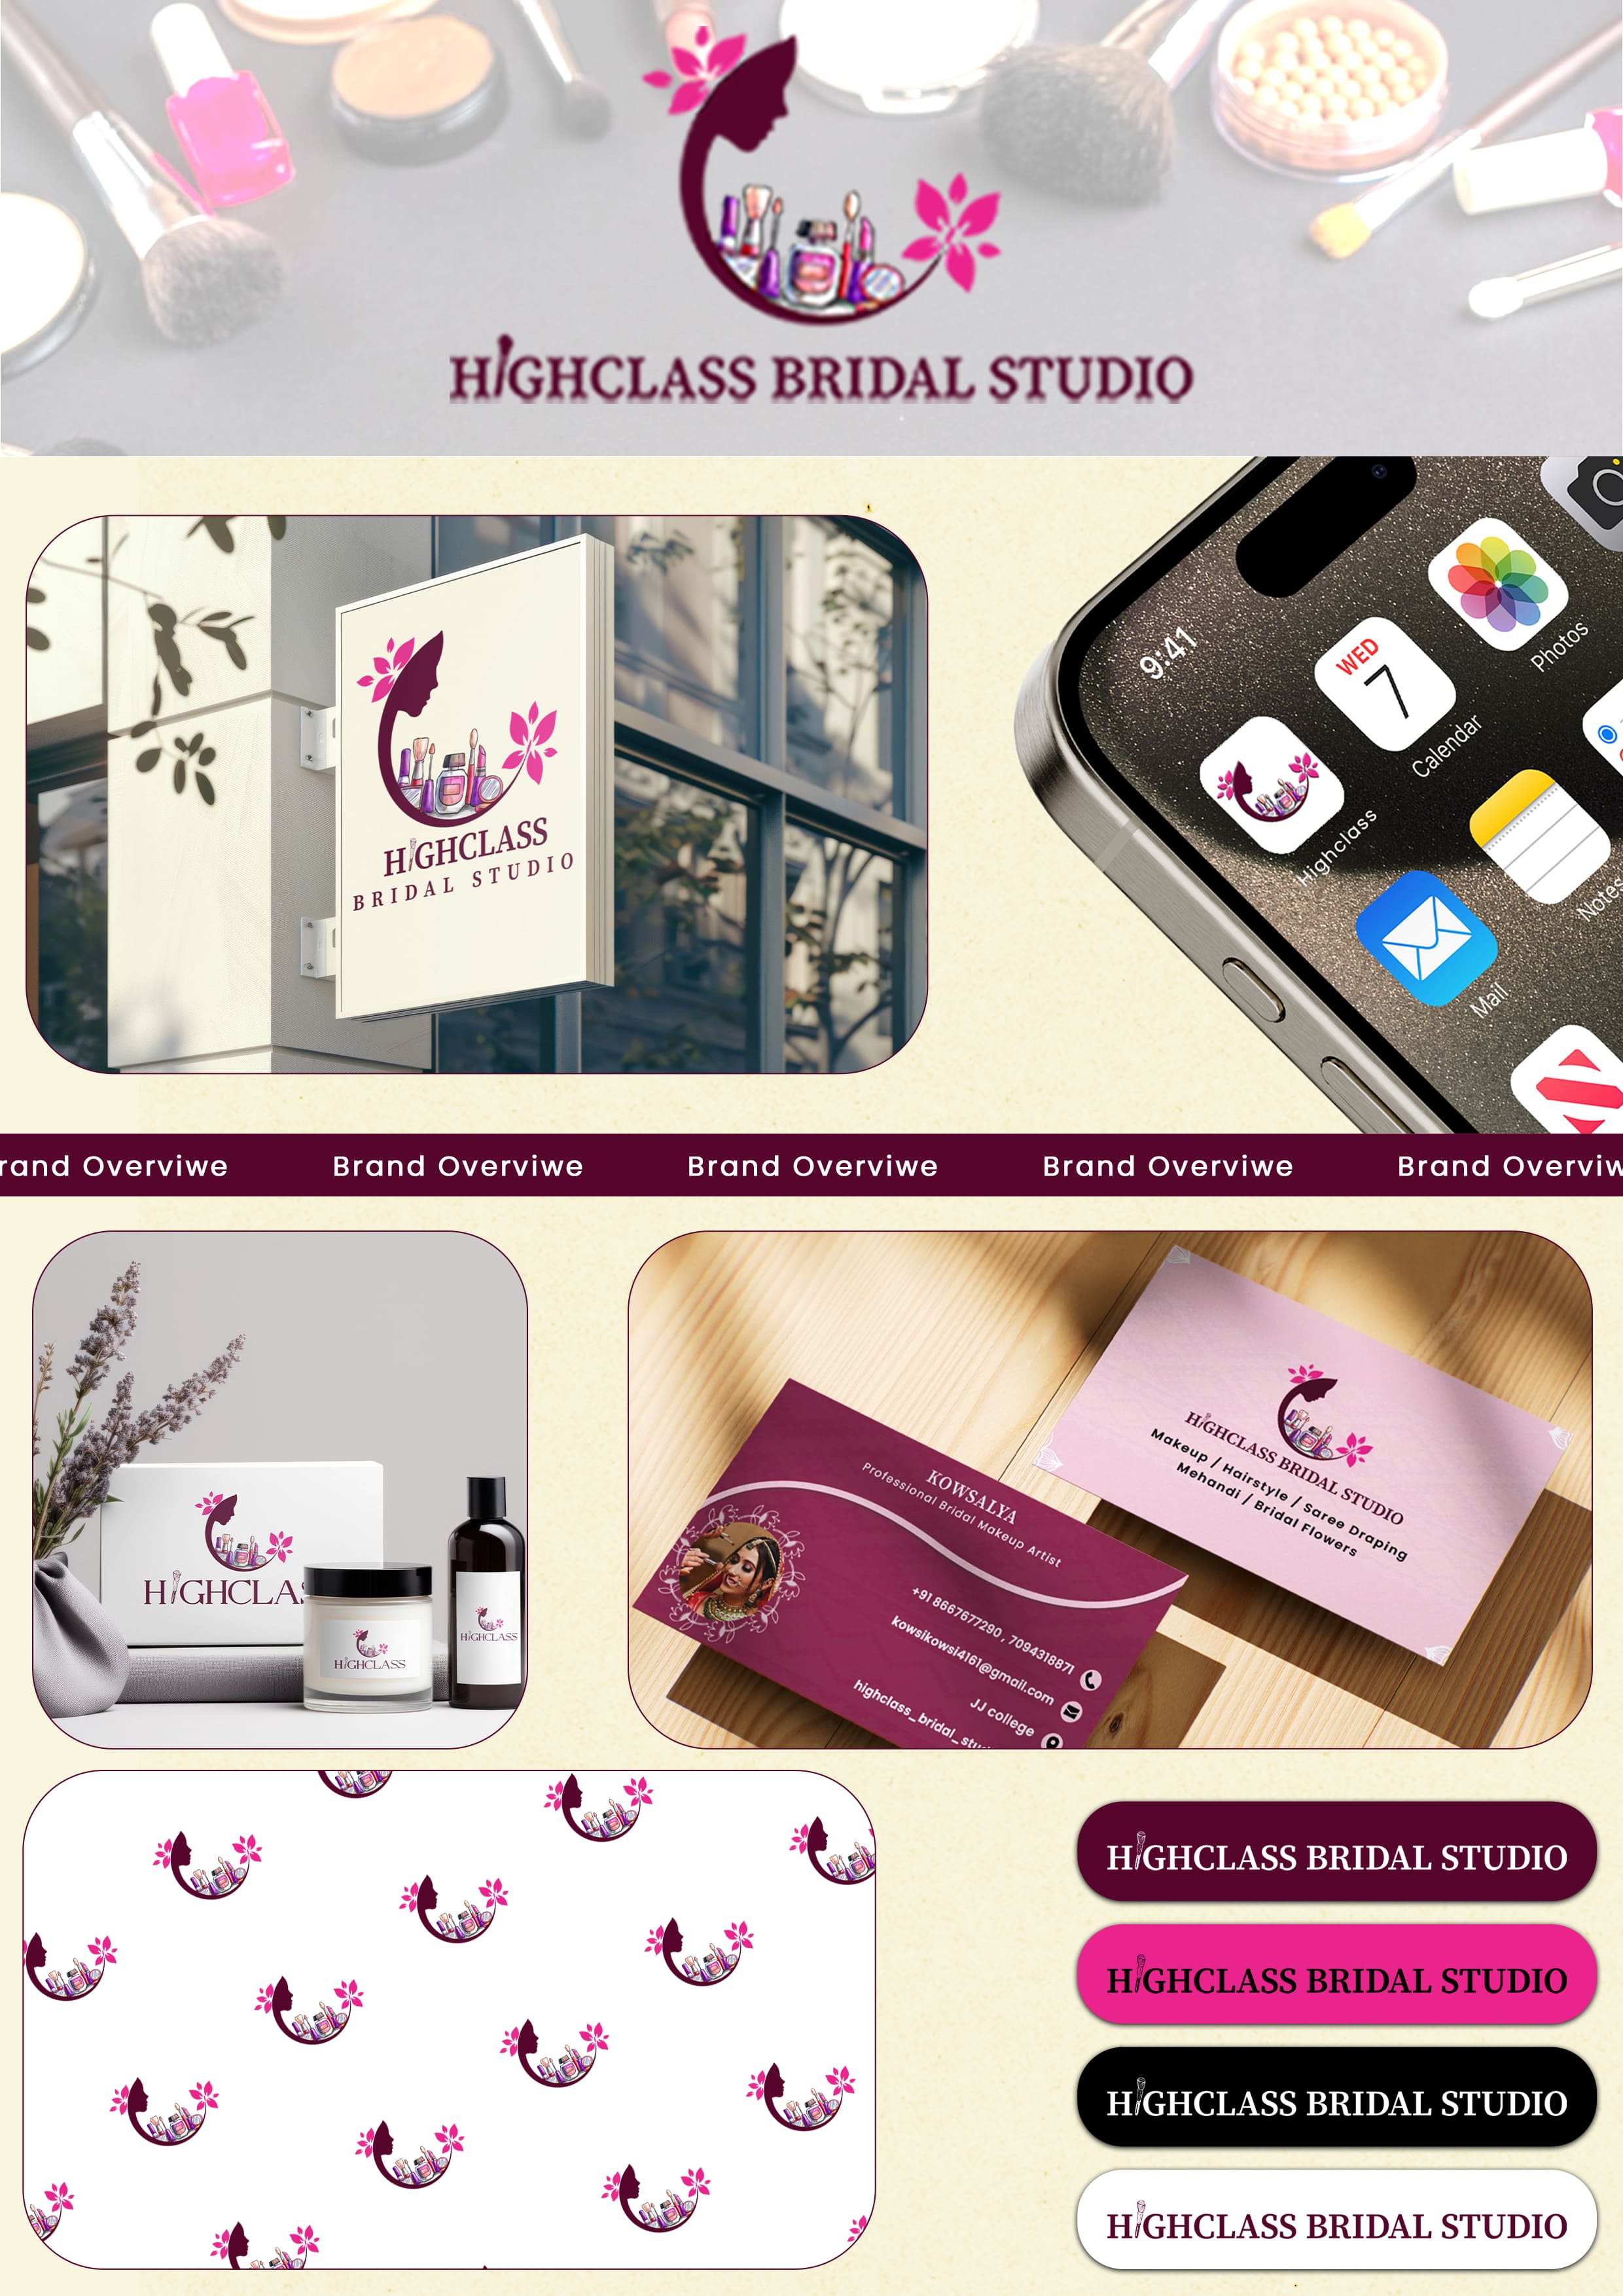 HIGHCLASS BRIDAL STUDIO
HIGHCLASS
BRIDAL STUDIO
9:41
WED
7
Calendar
Photos
Highclass
Notes
Mail
rand Overviwe
Brand Overviwe
Brand Overviwe
Brand Overviwe
Brand Overviw
HIGHCLAS
HIGHCLASS
HIGHCLASS
HIGHCLASS BRIDAL STUDIO
Makeup / Hairstyle / Saree Draping
Mehandi / Bridal Flowers
KOWSALYA
Professional Bridal Makeup Artist
+91 8667677290 , 7094318871
kowsikowsi4161@gmail.com
JJ college
highclass_bridal_stu
HIGHCLASS BRIDAL STUDIO
HIGHCLASS BRIDAL STUDIO
HIGHCLASS BRIDAL STUDIO
HIGHCLASS BRIDAL STUDIO